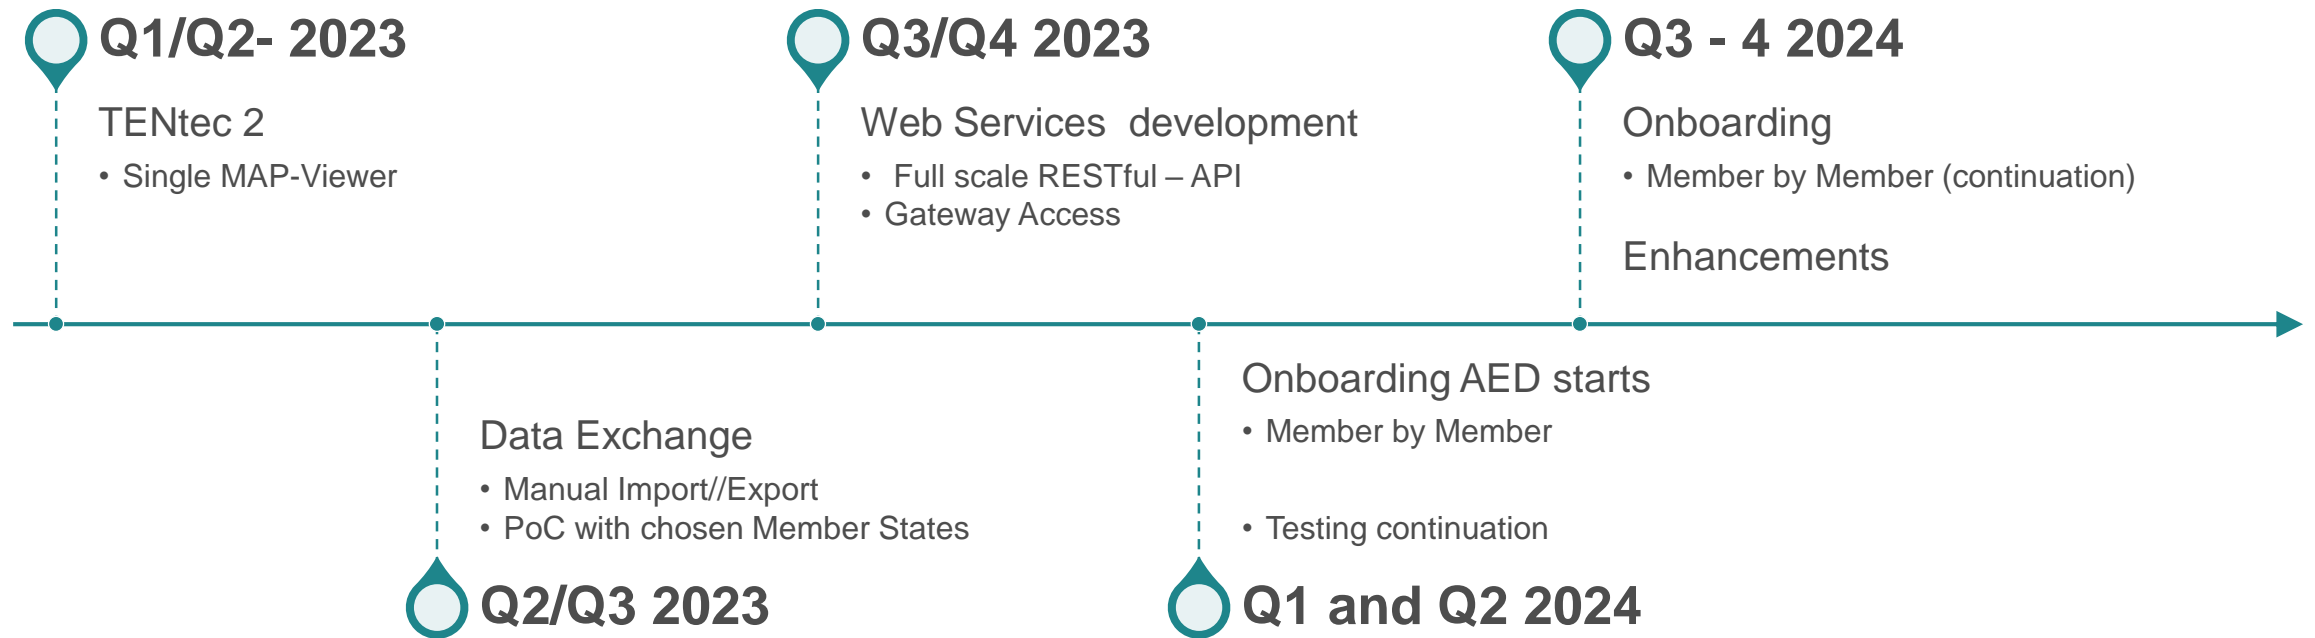 Q1/Q2- 2023
TENtec 2
• Single MAP-Viewer
Data Exchange
• Manual Import//Export
• PoC with chosen Member States
Q2/Q3 2023
Q3/Q4 2023
Web Services  development
•  Full scale RESTful – API
• Gateway Access
Onboarding AED starts
• Member by Member
• Testing continuation
Q1 and Q2 2024
Q3 - 4 2024
Onboarding
• Member by Member (continuation)
Enhancements